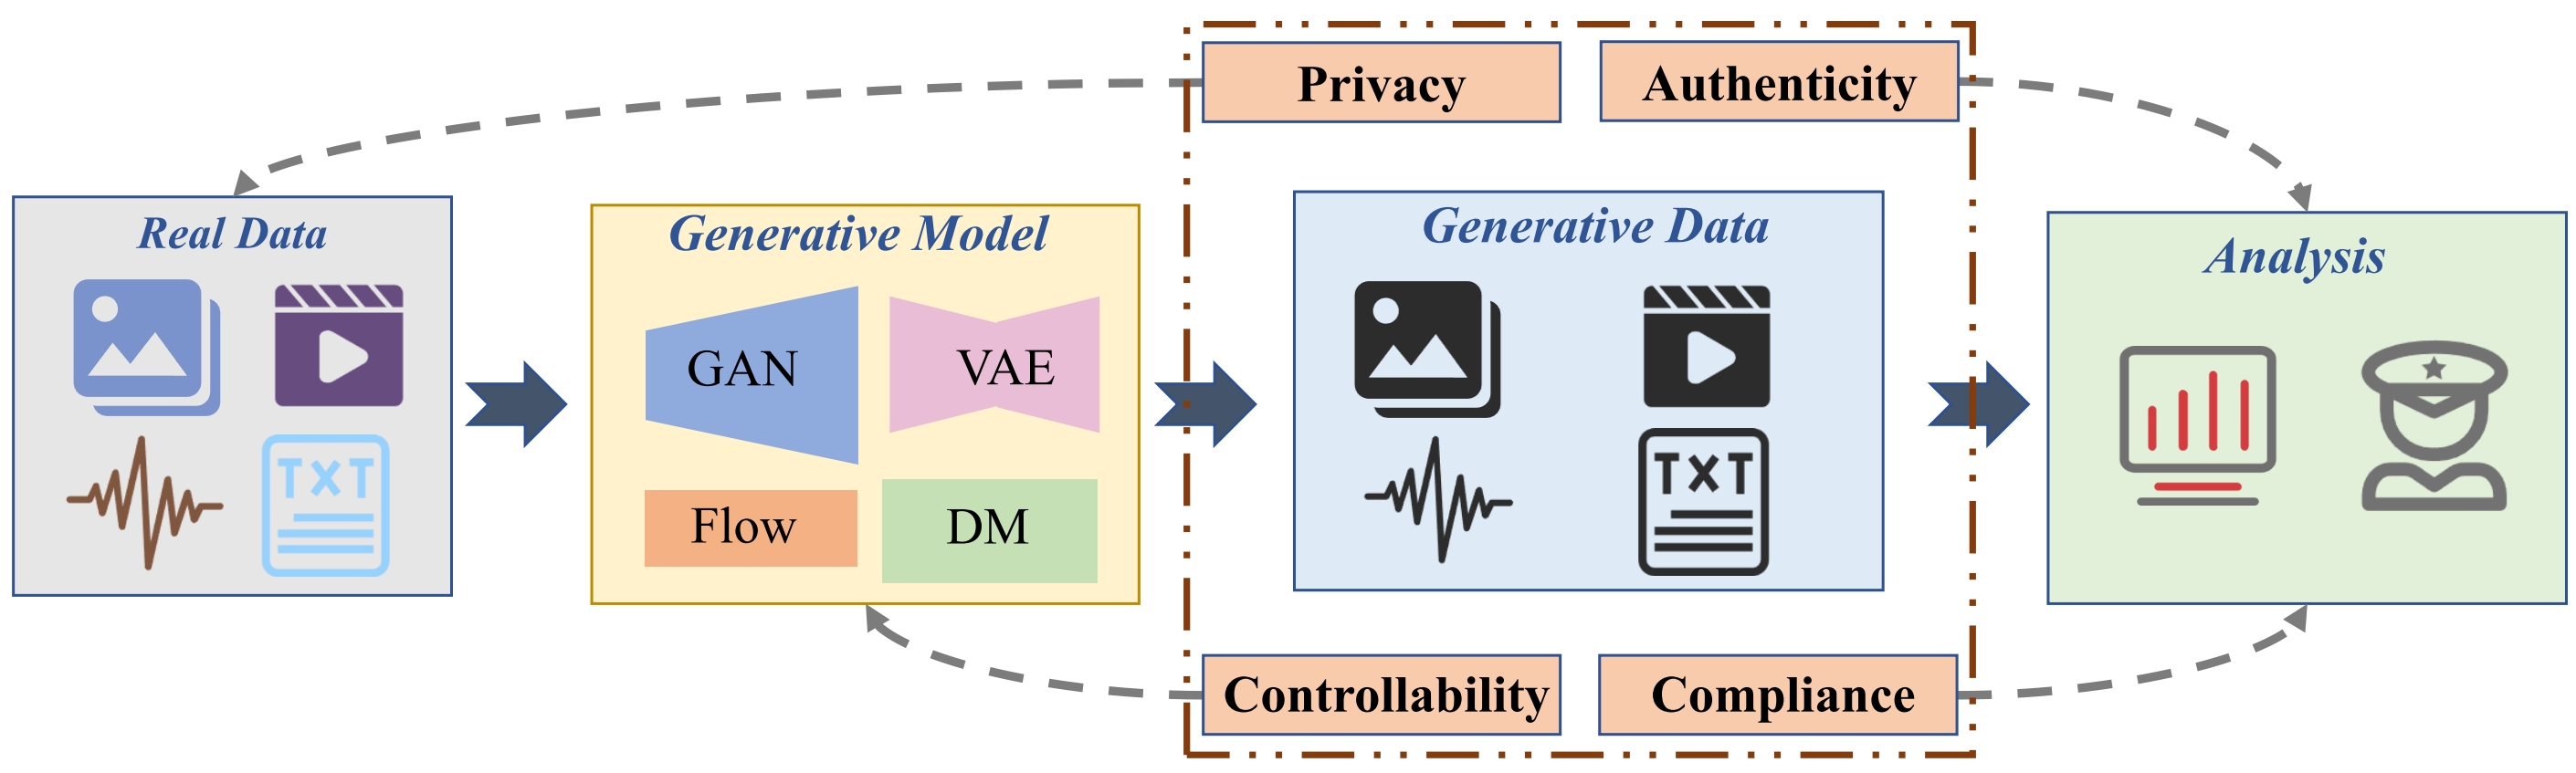 Privacy
Authenticity
Real Data
TXT
Generative Model
GAN
VAE
Flow
DM
Generative Data
TXT
Analysis
Controllability
Compliance